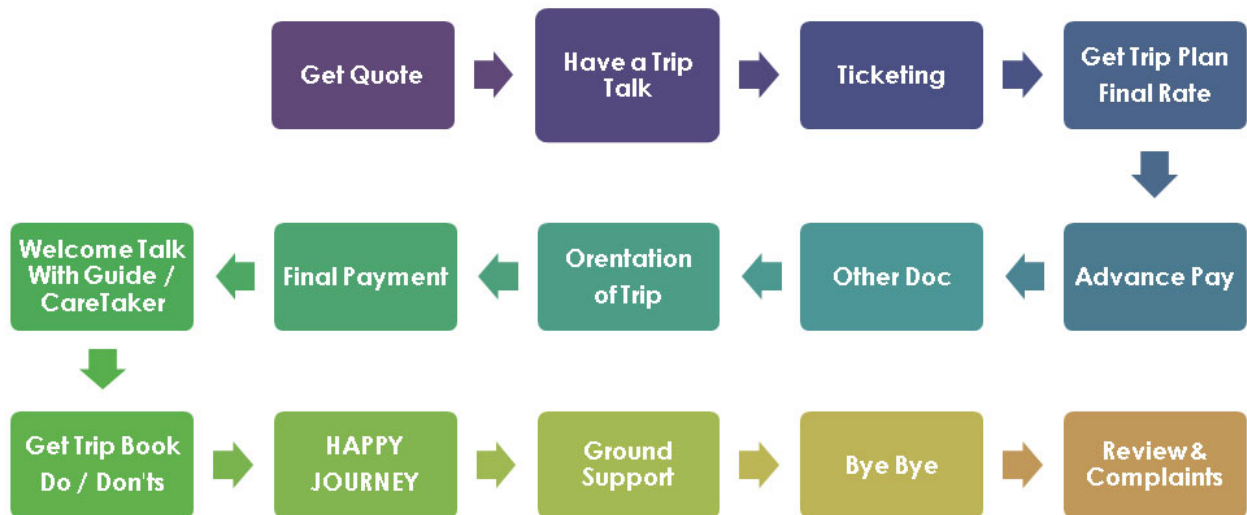 Get Quote
Have a Trip
Talk
Ticketing
Get Trip Plan
Final Rate
Advance Pay
Other Doc
Orentation
of Trip
Final Payment
Welcome Talk
With Guide /
CareTaker
Get Trip Book
Do / Don'ts
HAPPY
JOURNEY
Ground
Support
Bye Bye
Review &
Complaints